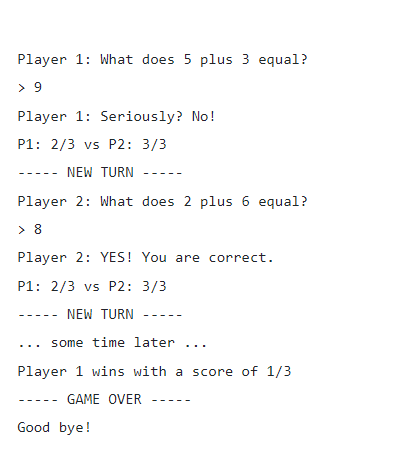 Player 1: What does 5 plus 3 equal?
> 9
Player 1: Seriously? No!
P1: 2/3 vs P2: 3/3
----- NEW TURN -----
Player 2: What does 2 plus 6 equal?
> 8
Player 2: YES! You are correct.
P1: 2/3 vs P2: 3/3
----- NEW TURN -----
... some time later ...
Player 1 wins with a score of 1/3
----- GAME OVER -----
Good bye!